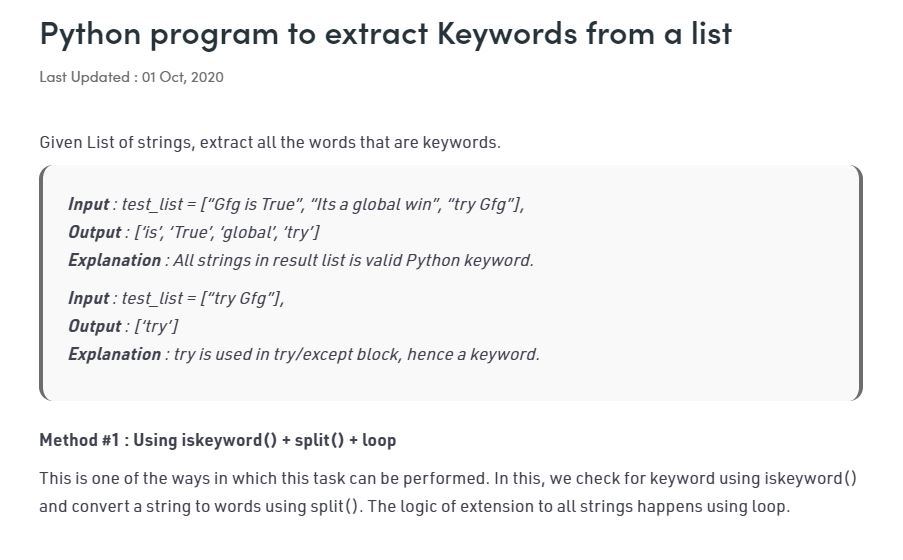 Python program to extract Keywords from a list
Last Updated : 01 Oct, 2020
Given List of strings, extract all the words that are keywords.
Input : test_list = [“Gfg is True”, “Its a global win”, “try Gfg”],
Output : [‘is’, ‘True’, ‘global’, ‘try’]
Explanation : All strings in result list is valid Python keyword.
Input : test_list = [“try Gfg”],
Output : [‘try’]
Explanation : try is used in try/except block, hence a keyword.
Method #1 : Using iskeyword() + split() + loop
This is one of the ways in which this task can be performed. In this, we check for keyword using iskeyword()
and convert a string to words using split(). The logic of extension to all strings happens using loop.